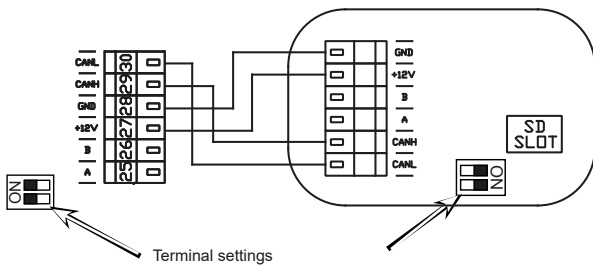 CANL 30
CANH 29
GND 28
+12V 27
B 26
A 25
GND
+12V
B
A
CANH
CANL
SD
SLOT
ON
ON
Terminal settings